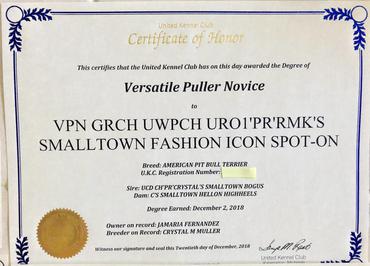 United Kennel Club
Certificate of Honor
This certifies that the United Kennel Club has on this day awarded the Degree of
Versatile Puller Novice
to
VPN GRCH UWPCH URO1'PR'RMK'S
SMALLTOWN FASHION ICON SPOT-ON
Breed: AMERICAN PIT BULL TERRIER
U.K.C. Registration Number:
Sire: UCD CH'PR'CRYSTAL'S SMALLTOWN BOGUS
Dam: C'S SMALLTOWN HELLON HIGHHEELS
Degree Earned: December 2, 2018
Owner on record: JAMARIA FERNANDEZ
Breeder on Record: CRYSTAL M MULLER
Witness our signature and seal this Twentieth day of December, 2018
United Kennel Club